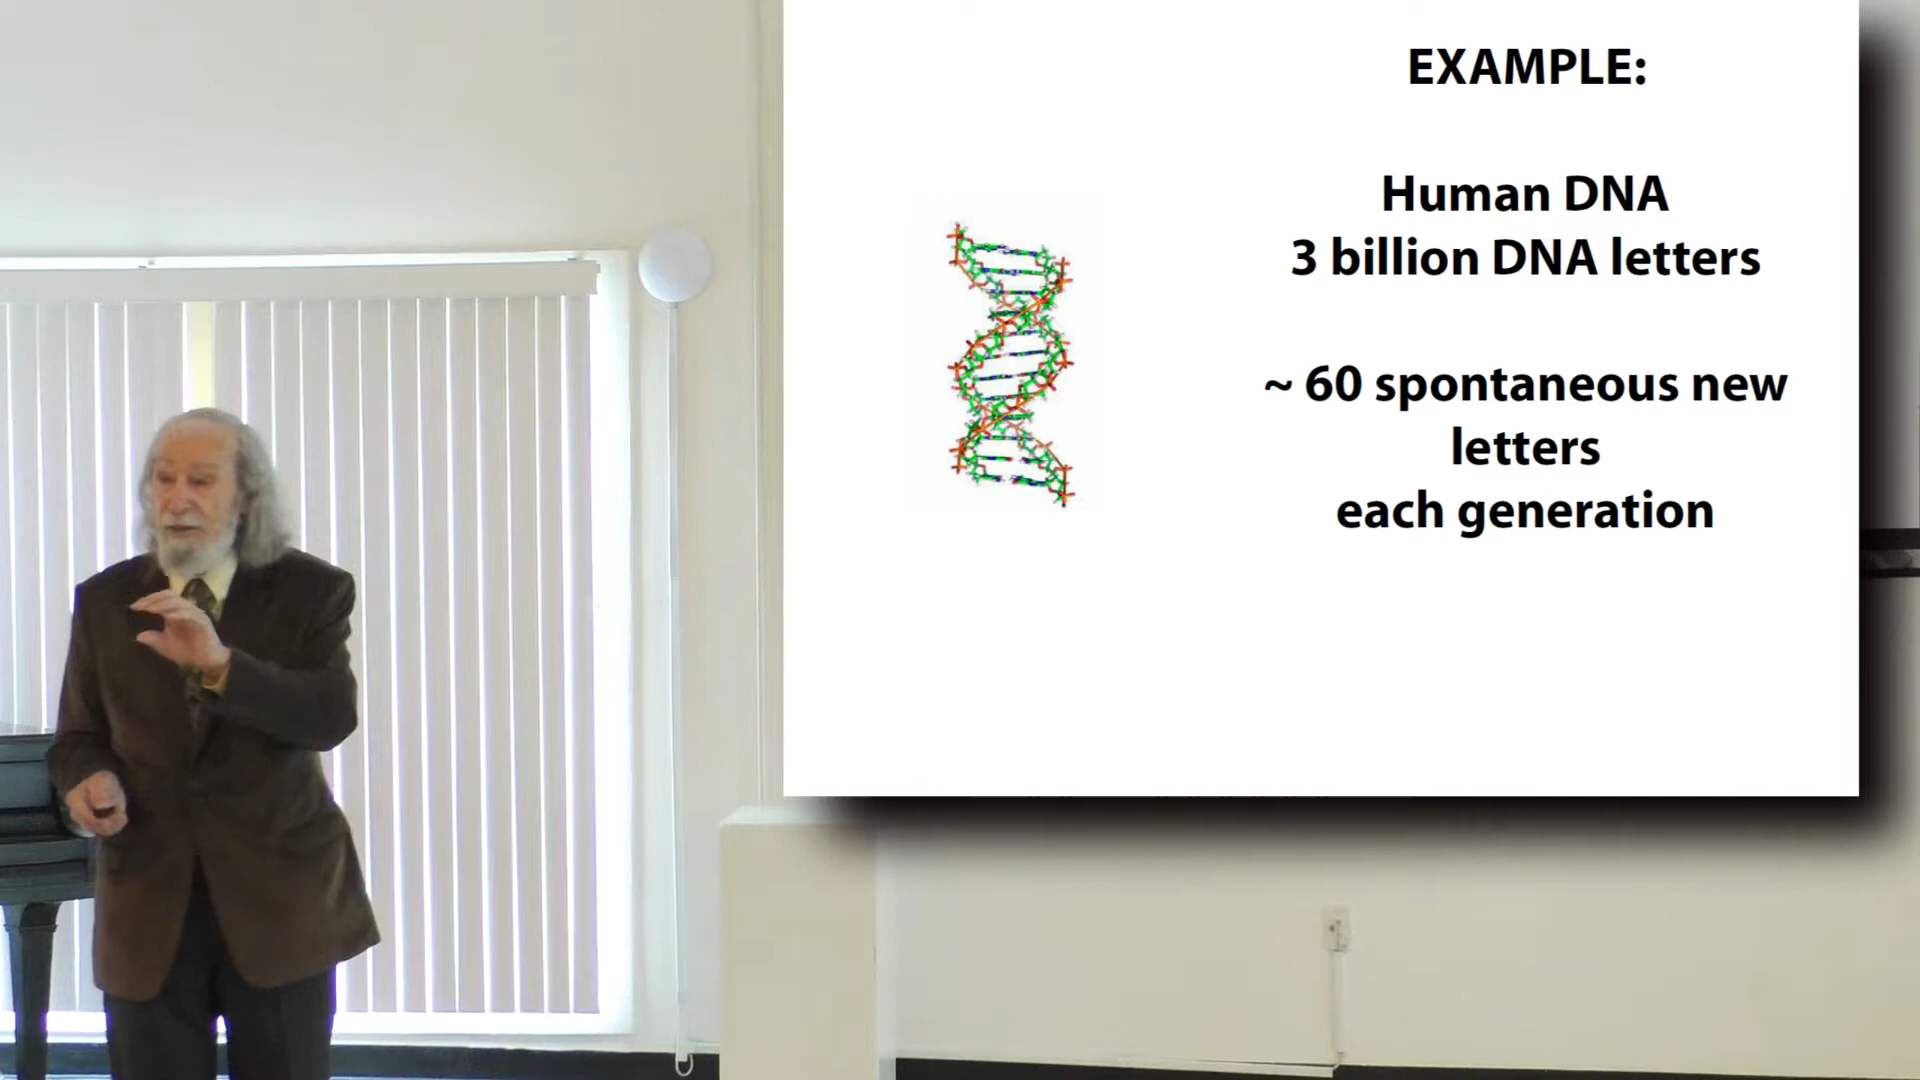 EXAMPLE:
Human DNA
3 billion DNA letters
~ 60 spontaneous new
letters
each generation